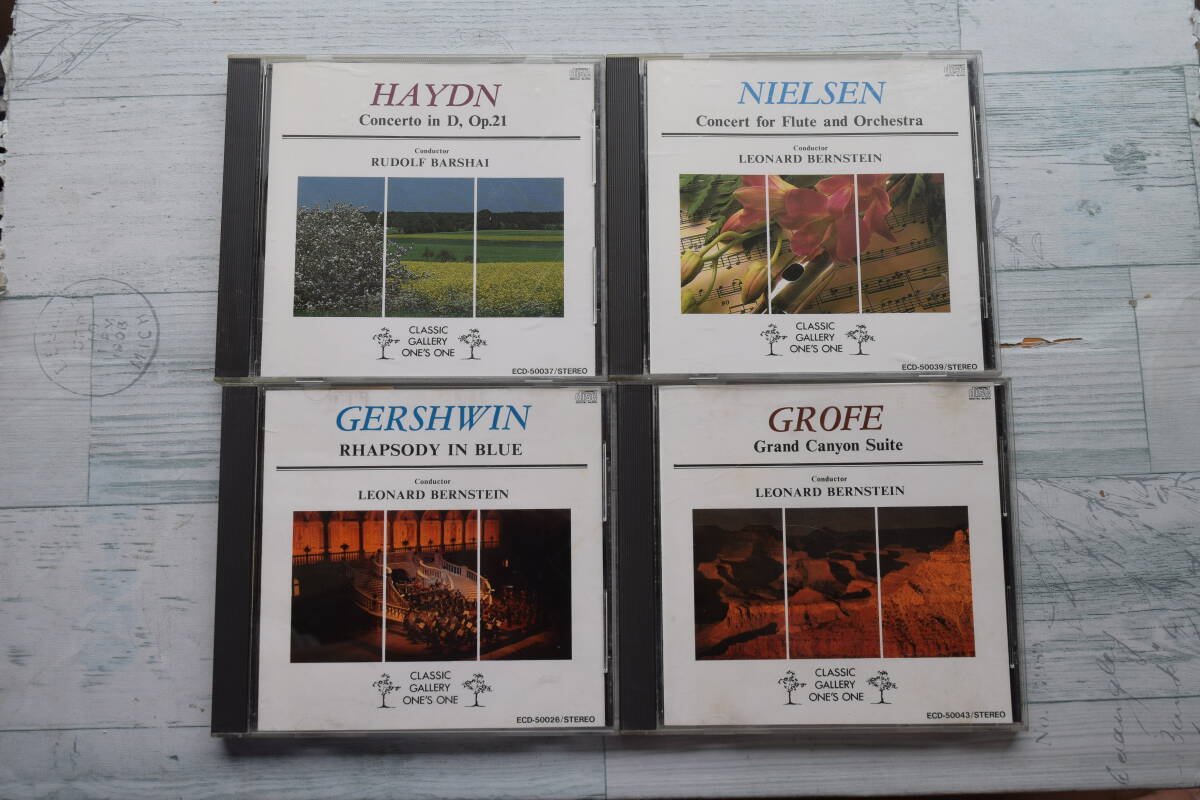 HAYDN
Concerto in D, Op.21
Conductor
RUDOLF BARSHAI
CLASSIC
GALLERY
ONE'S ONE
ECD-50037/STEREO
NIELSEN
Concert for Flute and Orchestra
Conductor
LEONARD BERNSTEIN
CLASSIC
GALLERY
ONE'S ONE
ECD-50039/STEREO
GERSHWIN
RHAPSODY IN BLUE
Conductor
LEONARD BERNSTEIN
CLASSIC
GALLERY
ONE'S ONE
ECD-50026/STEREO
GROFE
Grand Canyon Suite
Conductor
LEONARD BERNSTEIN
CLASSIC
GALLERY
ONE'S ONE
ECD-50043/STEREO